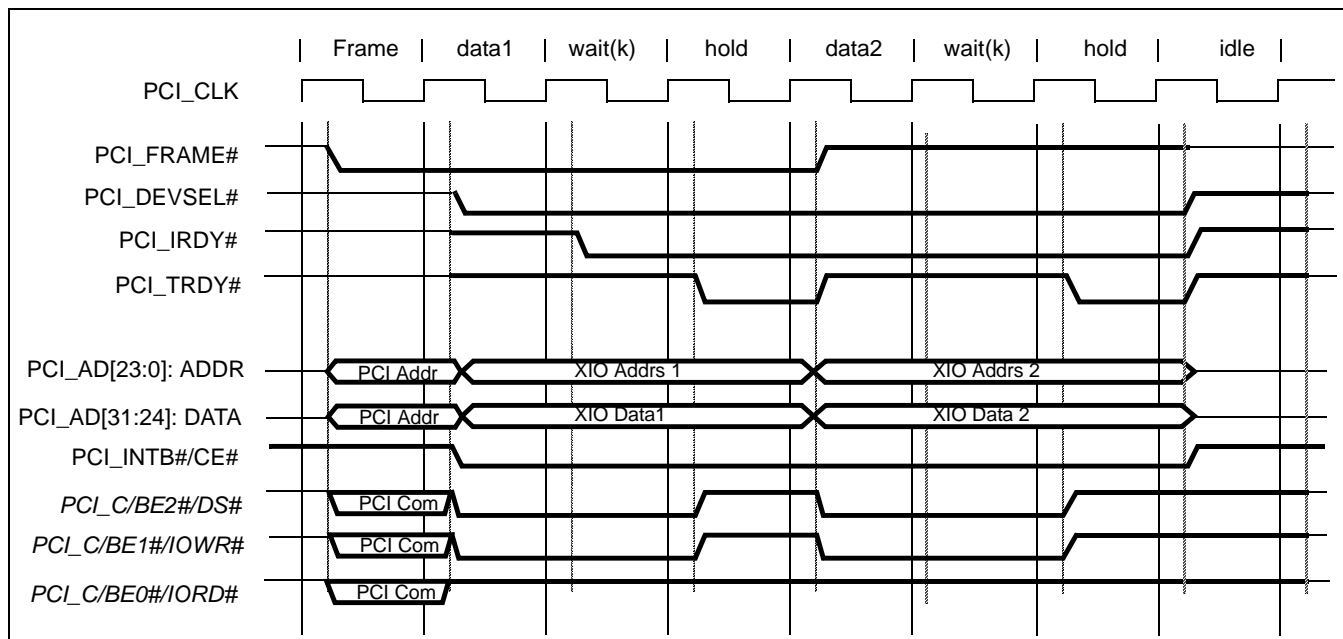 Frame data1 wait(k) hold data2 wait(k) hold idle
PCI_CLK
PCI_FRAME#
PCI_DEVSEL#
PCI_IRDY#
PCI_TRDY#
PCI_AD[23:0]: ADDR PCI Addr XIO Addrs 1 XIO Addrs 2
PCI_AD[31:24]: DATA PCI Addr XIO Data1 XIO Data 2
PCI_INTB#/CE#
PCI_C/BE2#/DS# PCI Com
PCI_C/BE1#/IOWR# PCI Com
PCI_C/BE0#/IORD# PCI Com